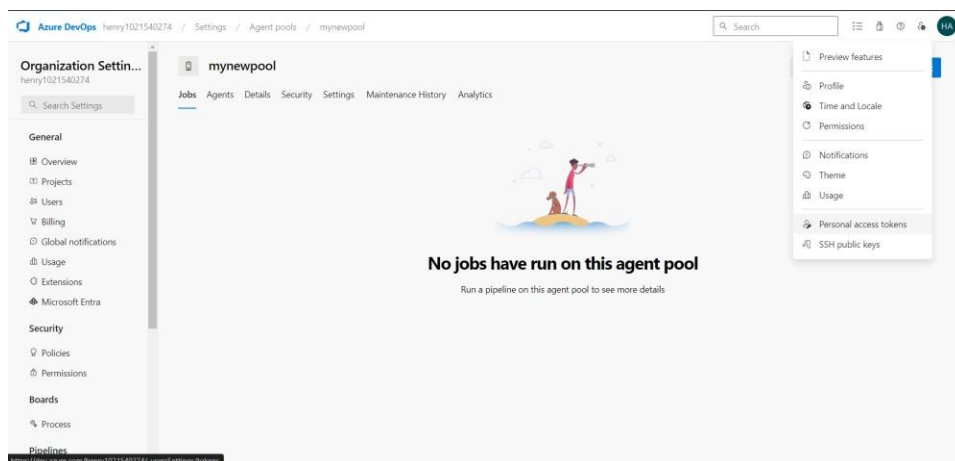 Azure DevOps henry1021540274 / Settings / Agent pools / mynewpool
Search
HA
Organization Settin...
henry1021540274
Search Settings
General
Overview
Projects
Users
Billing
Global notifications
Usage
Extensions
Microsoft Entra
Security
Policies
Permissions
Boards
Process
Pipelines
mynewpool
Jobs Agents Details Security Settings Maintenance History Analytics
No jobs have run on this agent pool
Run a pipeline on this agent pool to see more details
Preview features
Profile
Time and Locale
Permissions
Notifications
Theme
Usage
Personal access tokens
SSH public keys